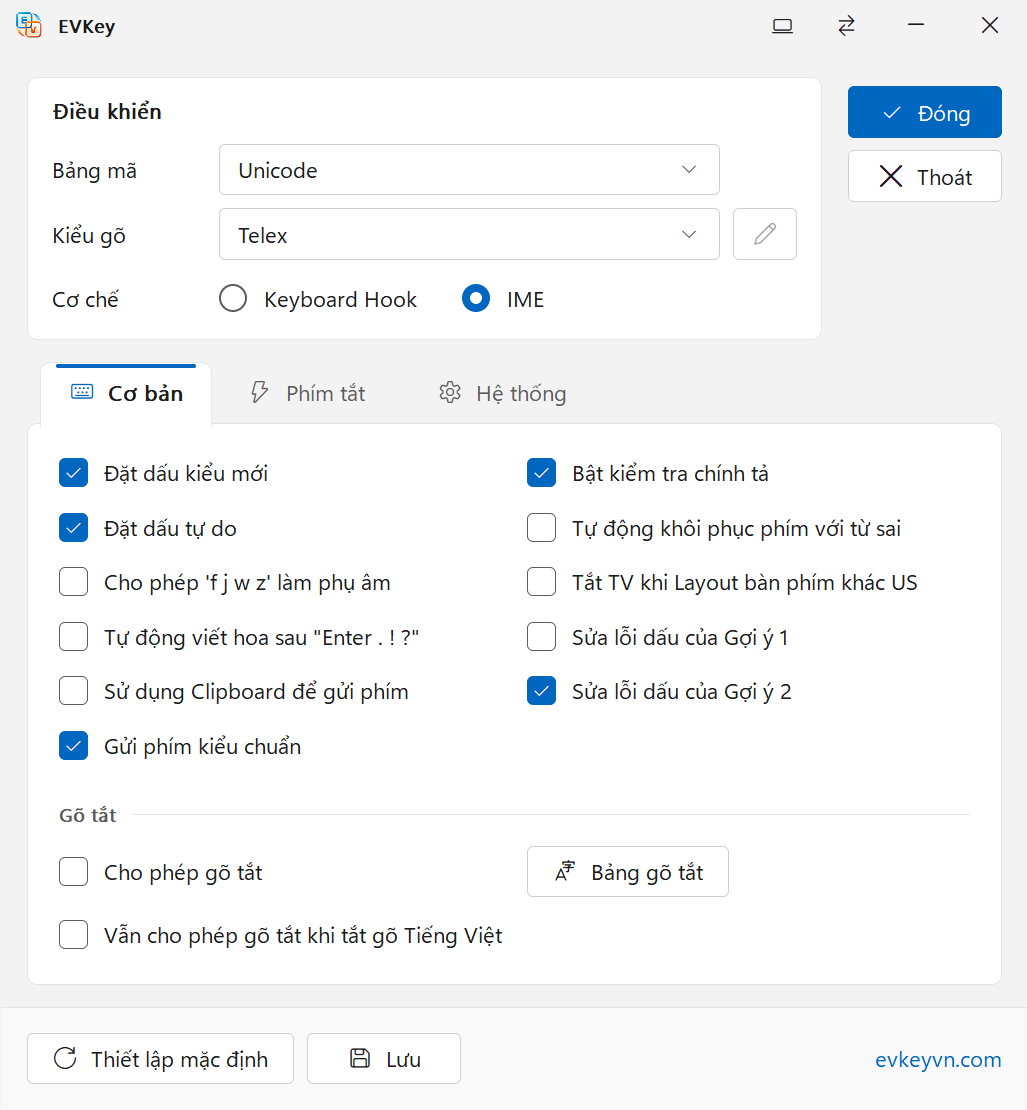 EVKey
Điều khiển
Đóng
Bảng mã
Unicode
Thoát
Kiểu gõ
Telex
Cơ chế
Keyboard Hook
IME
Cơ bản
Phím tắt
Hệ thống
Đặt dấu kiểu mới
Bật kiểm tra chính tả
Đặt dấu tự do
Tự động khôi phục phím với từ sai
Cho phép 'f j w z' làm phụ âm
Tắt TV khi Layout bàn phím khác US
Tự động viết hoa sau "Enter . ! ?"
Sửa lỗi dấu của Gợi ý 1
Sử dụng Clipboard để gửi phím
Sửa lỗi dấu của Gợi ý 2
Gửi phím kiểu chuẩn
Gõ tắt
Cho phép gõ tắt
Bảng gõ tắt
Vẫn cho phép gõ tắt khi tắt gõ Tiếng Việt
Thiết lập mặc định
Lưu
evkeyvn.com